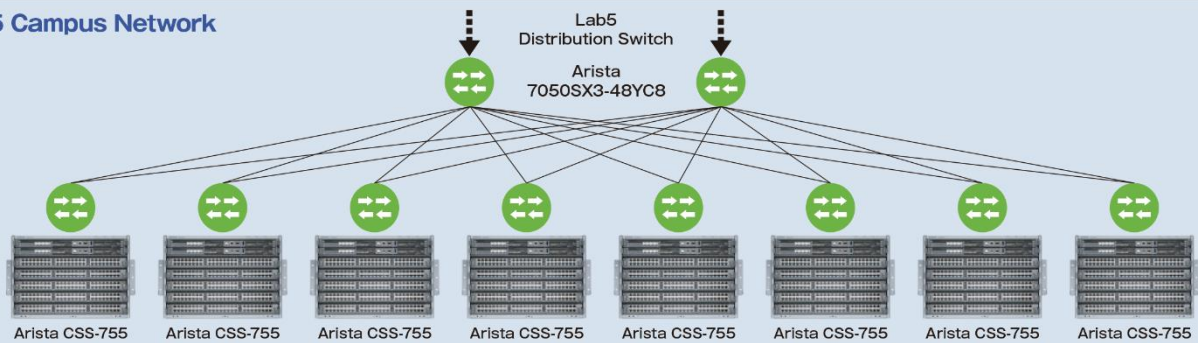 5 Campus Network
Lab5
Distribution Switch
Arista
7050SX3-48YC8
Arista CSS-755 Arista CSS-755 Arista CSS-755 Arista CSS-755 Arista CSS-755 Arista CSS-755 Arista CSS-755 Arista CSS-755